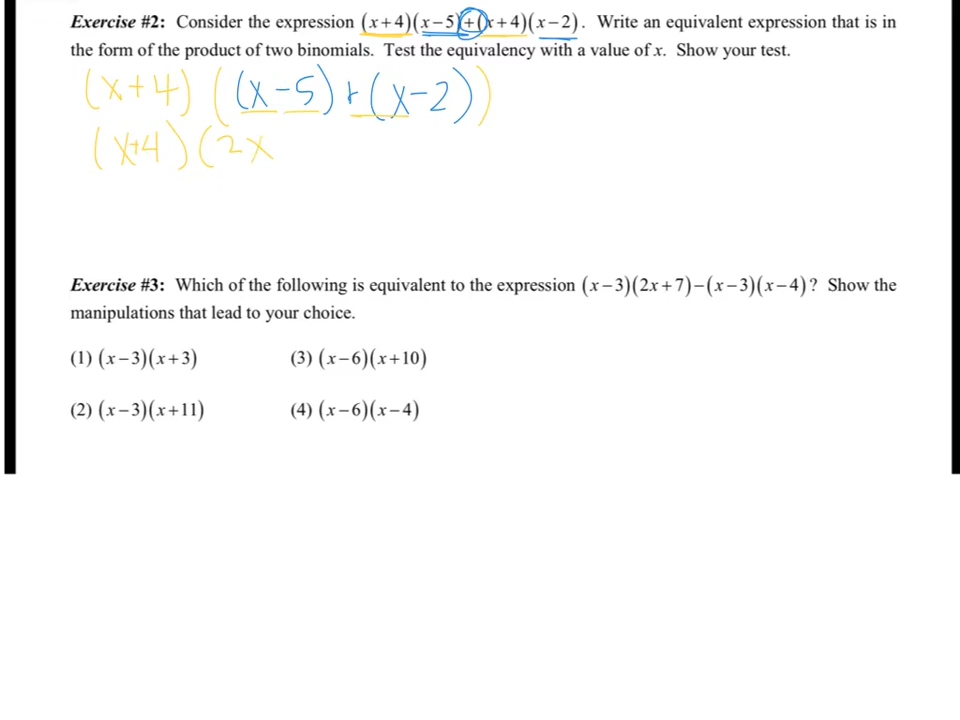 Exercise #2: Consider the expression (x+4)(x−5)+(x+4)(x−2). Write an equivalent expression that is in
the form of the product of two binomials. Test the equivalency with a value of x. Show your test.
(x+4)((x-5)+(x-2))
(x+4)(2x
Exercise #3: Which of the following is equivalent to the expression (x−3)(2x+7)−(x−3)(x−4)? Show the
manipulations that lead to your choice.
(1) (x−3)(x+3) (3) (x−6)(x+10)
(2) (x−3)(x+11) (4) (x−6)(x−4)